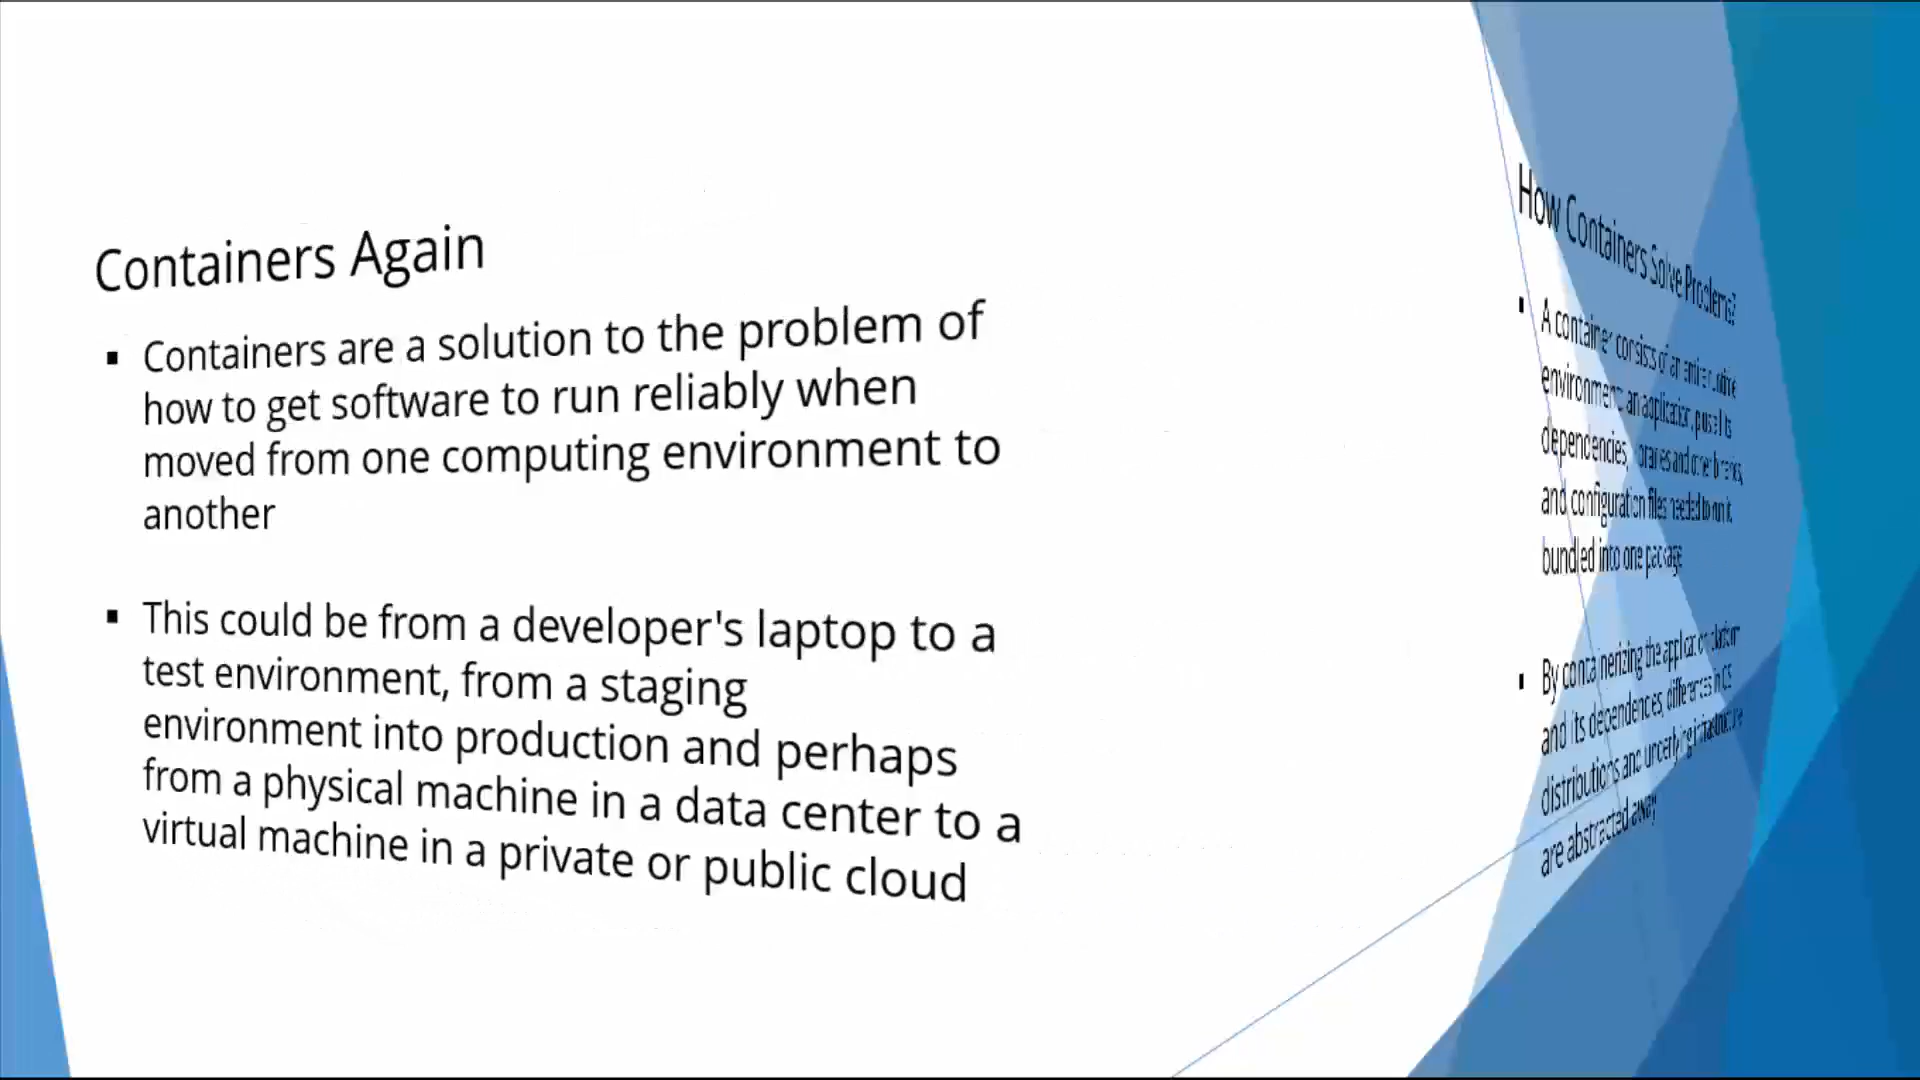 Containers Again
▪ Containers are a solution to the problem of
how to get software to run reliably when
moved from one computing environment to
another
▪ This could be from a developer's laptop to a
test environment, from a staging
environment into production and perhaps
from a physical machine in a data center to a
virtual machine in a private or public cloud
How Containers Solve Problems?
▪ A container consists of an entire runtime
environment: an application, plus all its
dependencies, libraries and other binaries,
and configuration files needed to run it,
bundled into one package
▪ By containerizing the application platform
and its dependencies, differences in OS
distributions and underlying infrastructure
are abstracted away